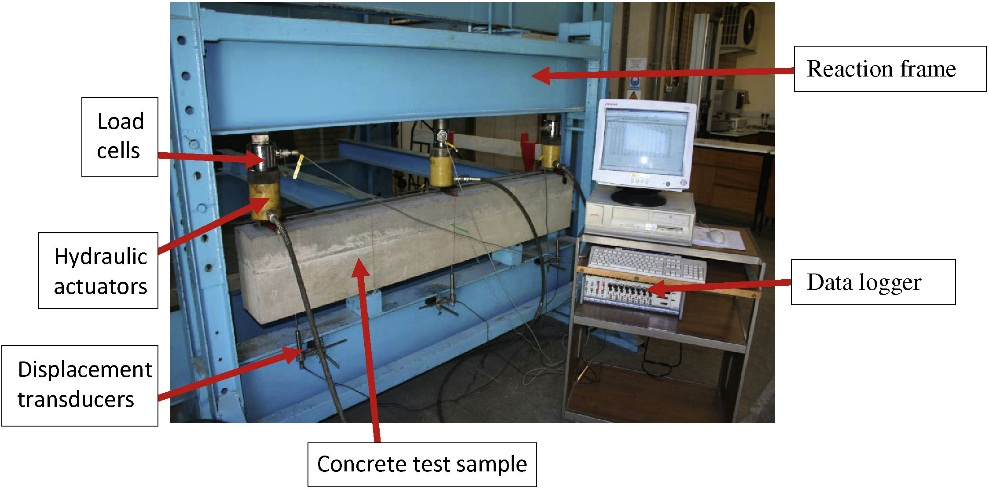 Reaction frame
Load
cells
Hydraulic
actuators
Data logger
Displacement
transducers
Concrete test sample